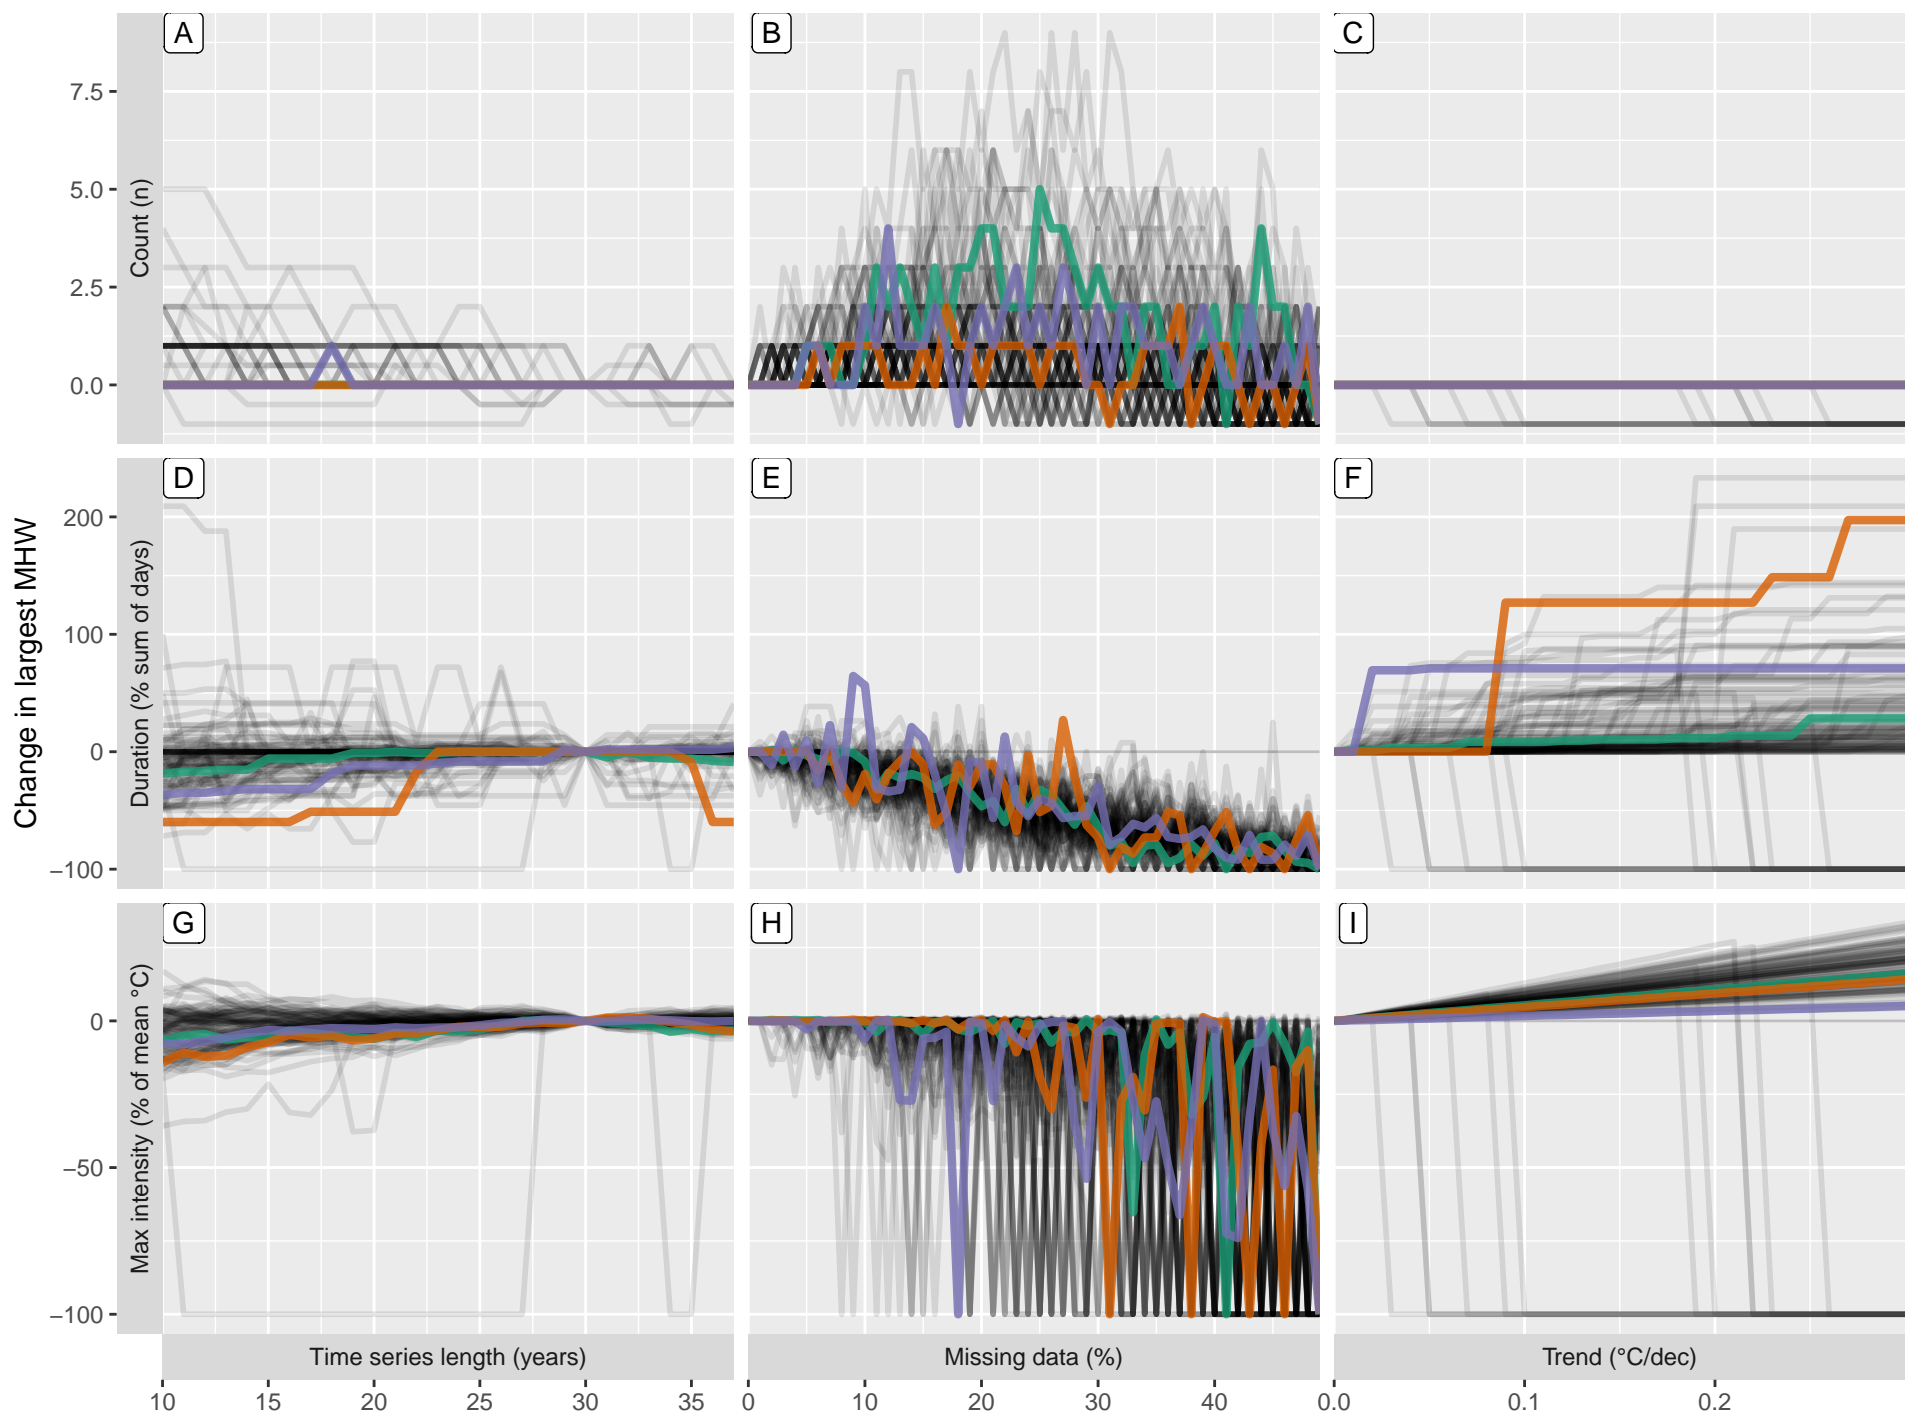 A
B
C
7.5
5.0
2.5
0.0
Count (n)
D
E
F
200
100
0
−100
Duration (% sum of days)
Change in largest MHW
G
H
I
0
−50
−100
Max intensity (% of mean °C)
Time series length (years)
Missing data (%)
Trend (°C/dec)
10 15 20 25 30 35
0 10 20 30 40
0.0 0.1 0.2